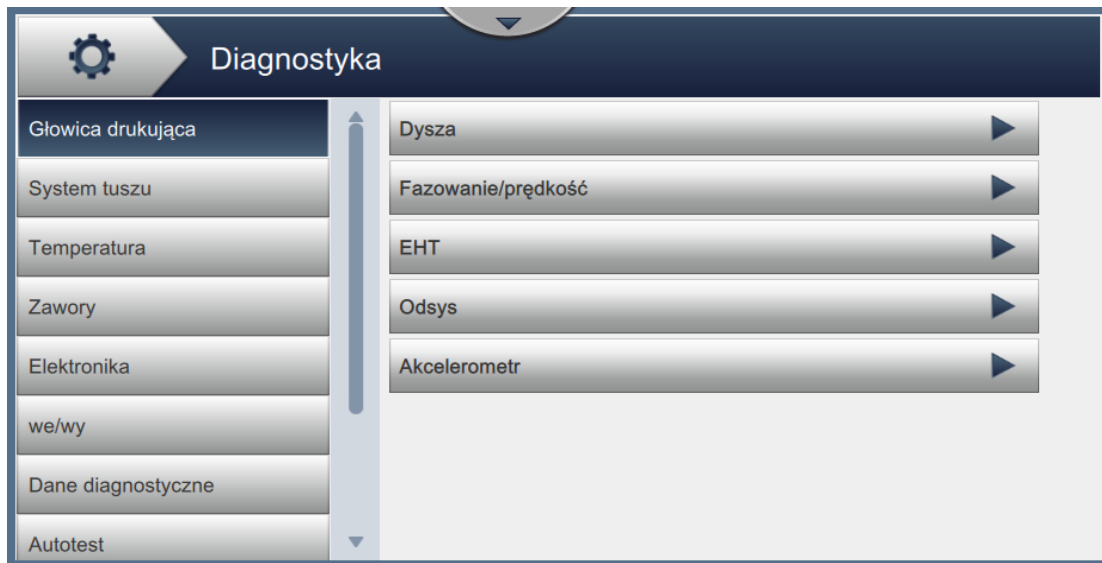 Diagnostyka
Głowica drukująca
System tuszu
Temperatura
Zawory
Elektronika
we/wy
Dane diagnostyczne
Autotest
Dysza
Fazowanie/prędkość
EHT
Odsys
Akcelerometr